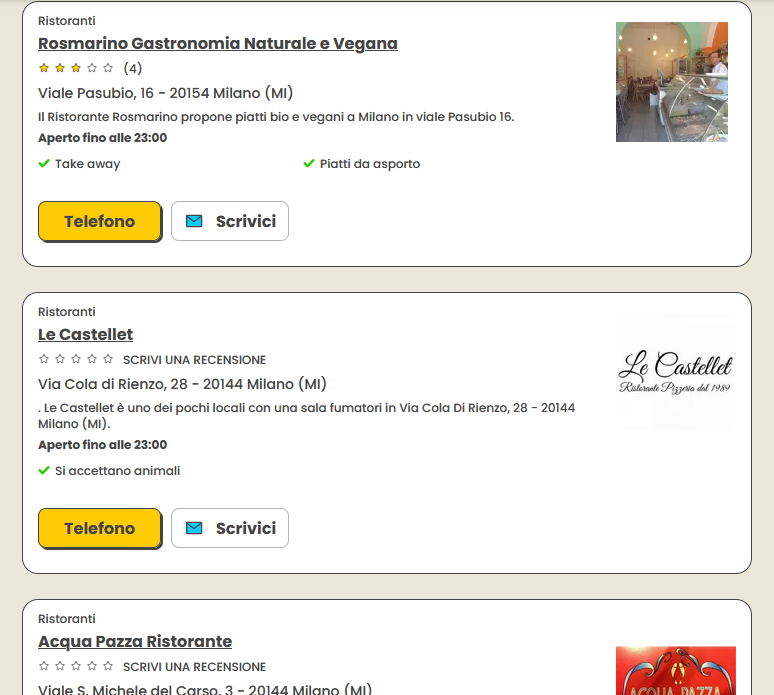 Ristoranti
Rosmarino Gastronomia Naturale e Vegana
(4)
Viale Pasubio, 16 - 20154 Milano (MI)
Il Ristorante Rosmarino propone piatti bio e vegani a Milano in viale Pasubio 16.
Aperto fino alle 23:00
Take away
Piatti da asporto
Telefono
Scrivici
Ristoranti
Le Castellet
SCRIVI UNA RECENSIONE
Le Castellet
Ristorante Pizzeria dal 1989
Via Cola di Rienzo, 28 - 20144 Milano (MI)
. Le Castellet è uno dei pochi locali con una sala fumatori in Via Cola Di Rienzo, 28 - 20144
Milano (MI).
Aperto fino alle 23:00
Si accettano animali
Telefono
Scrivici
Ristoranti
Acqua Pazza Ristorante
SCRIVI UNA RECENSIONE
Viale S. Michele del Carso, 3 - 20144 Milano (MI)
ACQUA PAZZA